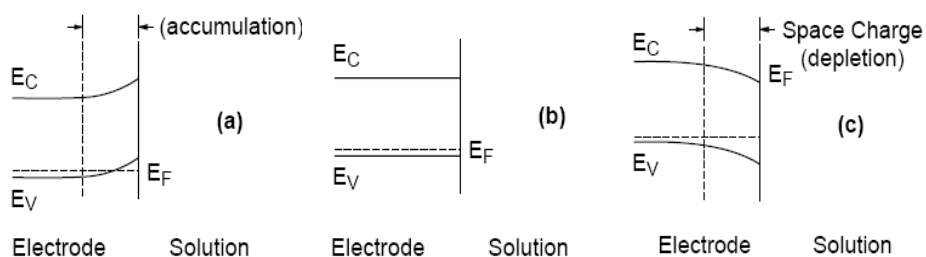 (accumulation)
E_C
(a)
E_F
E_V
Electrode Solution
E_C
(b)
E_F
E_V
Electrode Solution
Space Charge
(depletion)
E_C
E_F
(c)
E_V
Electrode Solution